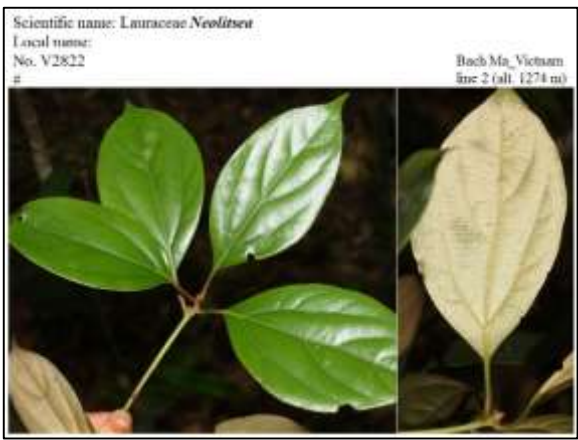 Scientific name: Lauraceae Neolitsea
Local name:
No. V2822
#
Bach Ma_Vietnam
line 2 (alt. 1274 m)